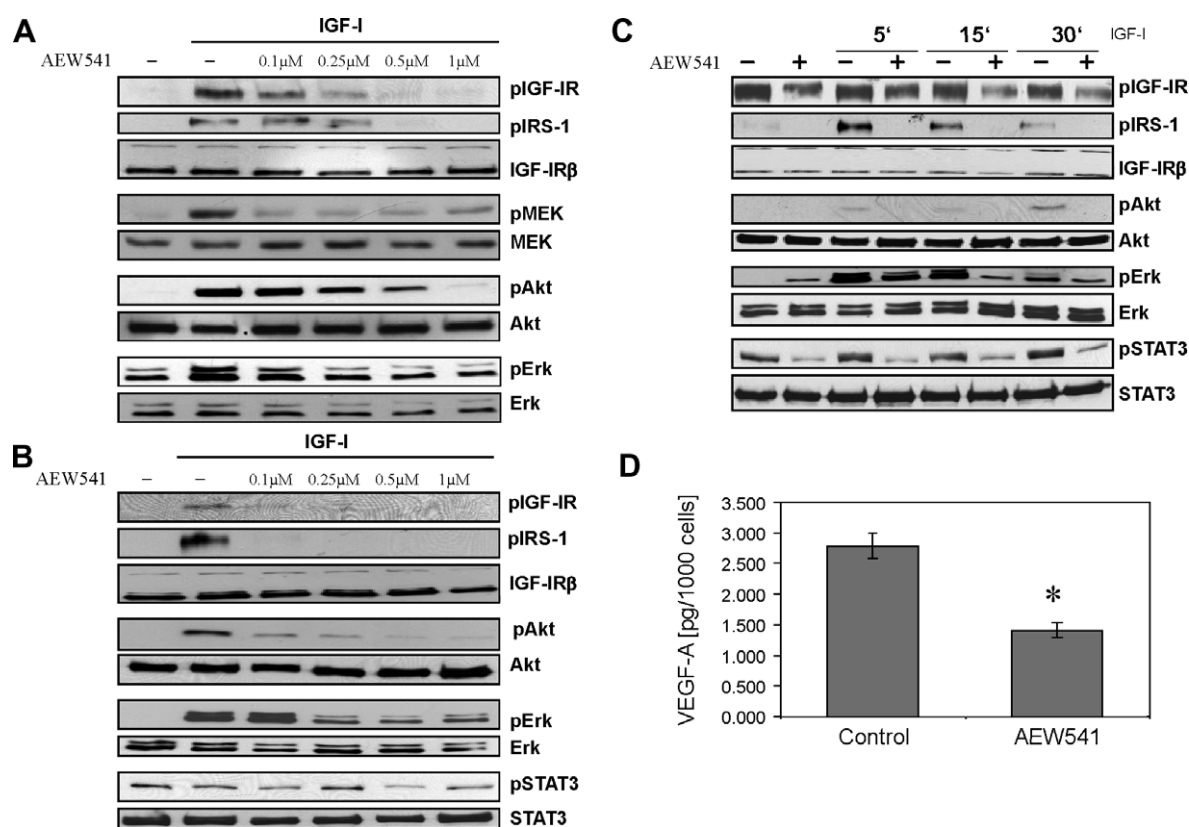 A
IGF-I
AEW541 – – 0.1µM 0.25µM 0.5µM 1µM
pIGF-IR
pIRS-1
IGF-IRβ
pMEK
MEK
pAkt
Akt
pErk
Erk
B
IGF-I
AEW541 – – 0.1µM 0.25µM 0.5µM 1µM
pIGF-IR
pIRS-1
IGF-IRβ
pAkt
Akt
pErk
Erk
pSTAT3
STAT3
C
5‘ 15‘ 30‘ IGF-I
AEW541 – + – + – + – +
pIGF-IR
pIRS-1
IGF-IRβ
pAkt
Akt
pErk
Erk
pSTAT3
STAT3
D
VEGF-A [pg/1000 cells]
3.500
3.000
2.500
2.000
1.500
1.000
0.500
0.000
*
Control AEW541